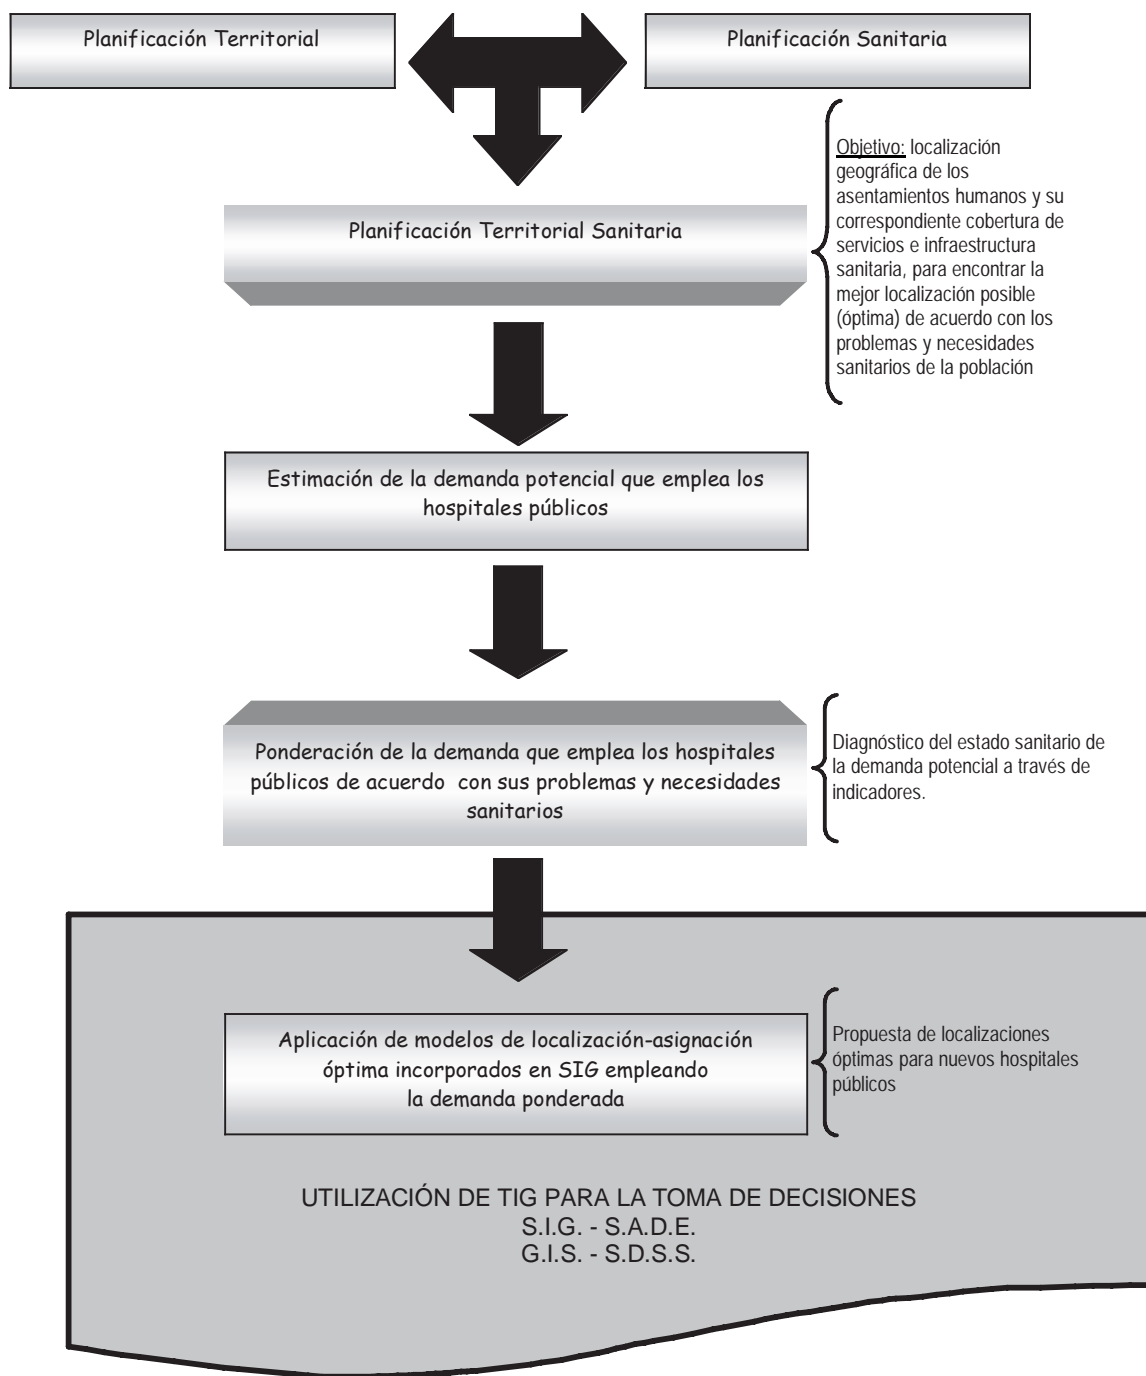 Planificación Territorial
Planificación Sanitaria
Objetivo: localización
geográfica de los
asentamientos humanos y su
correspondiente cobertura de
servicios e infraestructura
sanitaria, para encontrar la
mejor localización posible
(óptima) de acuerdo con los
problemas y necesidades
sanitarios de la población
Planificación Territorial Sanitaria
Estimación de la demanda potencial que emplea los
hospitales públicos
Ponderación de la demanda que emplea los hospitales
públicos de acuerdo con sus problemas y necesidades
sanitarios
Diagnóstico del estado sanitario de
la demanda potencial a través de
indicadores.
Aplicación de modelos de localización-asignación
óptima incorporados en SIG empleando
la demanda ponderada
Propuesta de localizaciones
óptimas para nuevos hospitales
públicos
UTILIZACIÓN DE TIG PARA LA TOMA DE DECISIONES
S.I.G. - S.A.D.E.
G.I.S. - S.D.S.S.